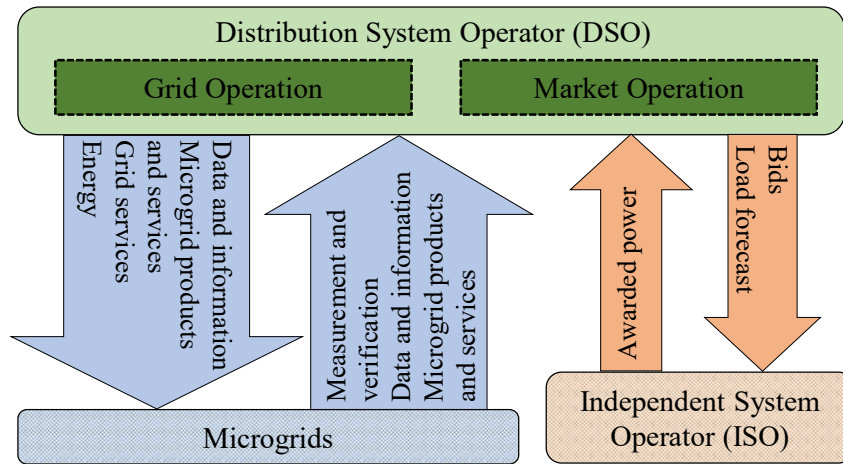 Distribution System Operator (DSO)
Grid Operation
Market Operation
Data and information
Microgrid products
and services
Grid services
Energy
Measurement and
verification
Data and information
Microgrid products
and services
Awarded power
Bids
Load forecast
Microgrids
Independent System
Operator (ISO)